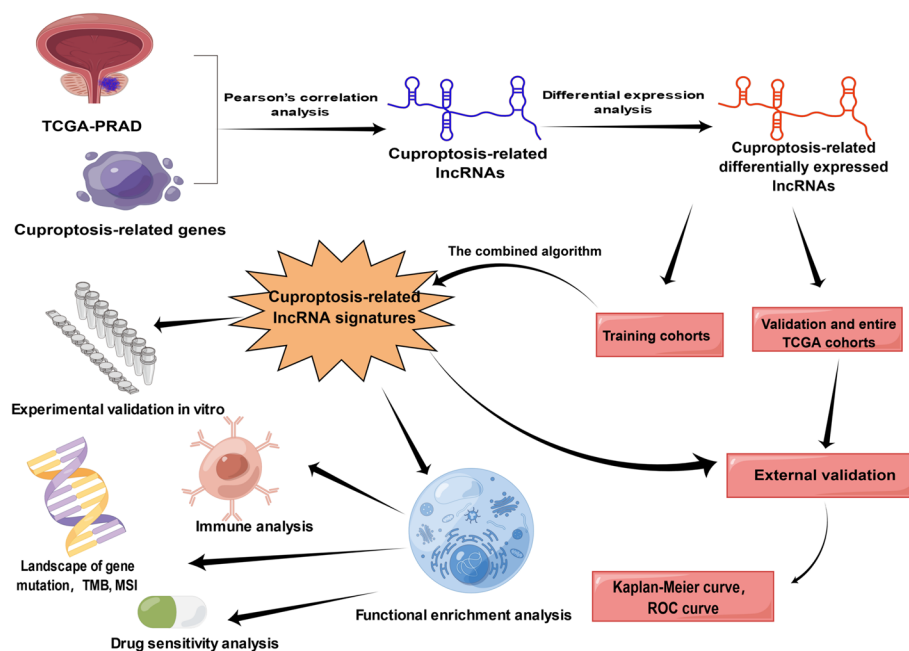 TCGA-PRAD
Cuproptosis-related genes
Pearson's correlation
analysis
Cuproptosis-related
lncRNAs
Differential expression
analysis
Cuproptosis-related
differentially expressed
lncRNAs
The combined algorithm
Cuproptosis-related
lncRNA signatures
Training cohorts
Validation and entire
TCGA cohorts
Experimental validation in vitro
External validation
Immune analysis
Landscape of gene
mutation, TMB, MSI
Kaplan-Meier curve,
ROC curve
Functional enrichment analysis
Drug sensitivity analysis